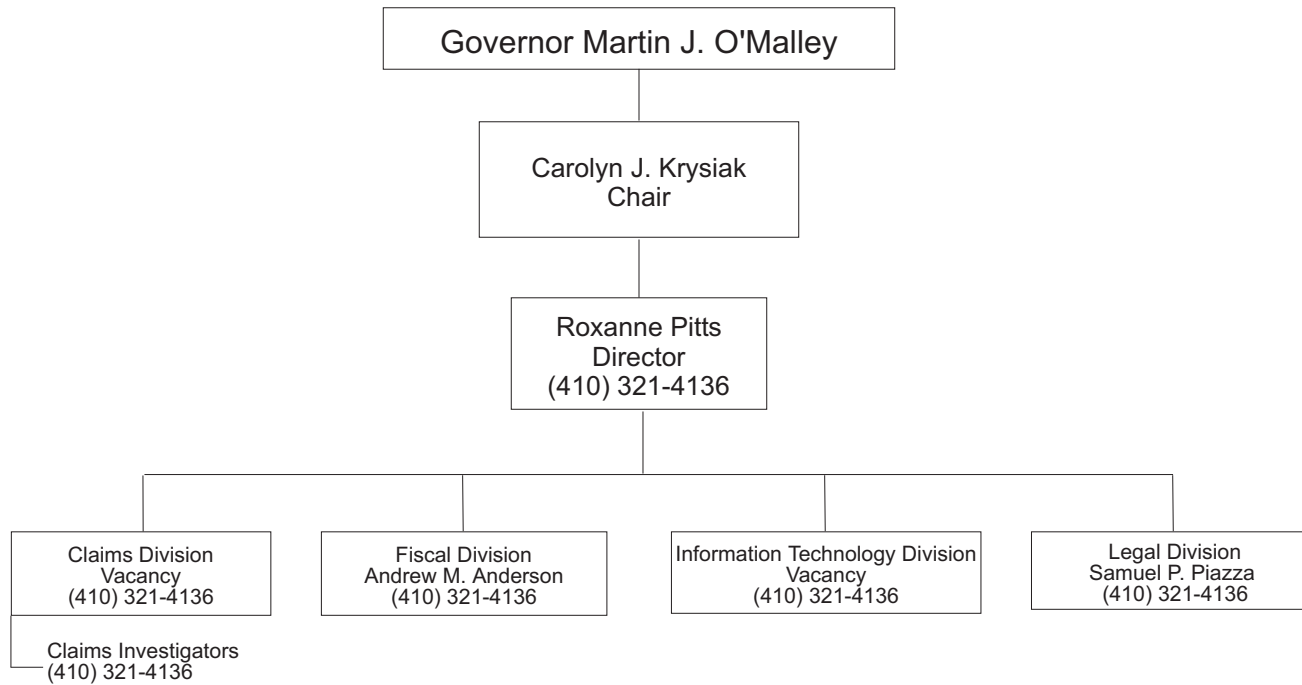 Governor Martin J. O'Malley
Carolyn J. Krysiak
Chair
Roxanne Pitts
Director
(410) 321-4136
Claims Division
Vacancy
(410) 321-4136
Fiscal Division
Andrew M. Anderson
(410) 321-4136
Information Technology Division
Vacancy
(410) 321-4136
Legal Division
Samuel P. Piazza
(410) 321-4136
Claims Investigators
(410) 321-4136